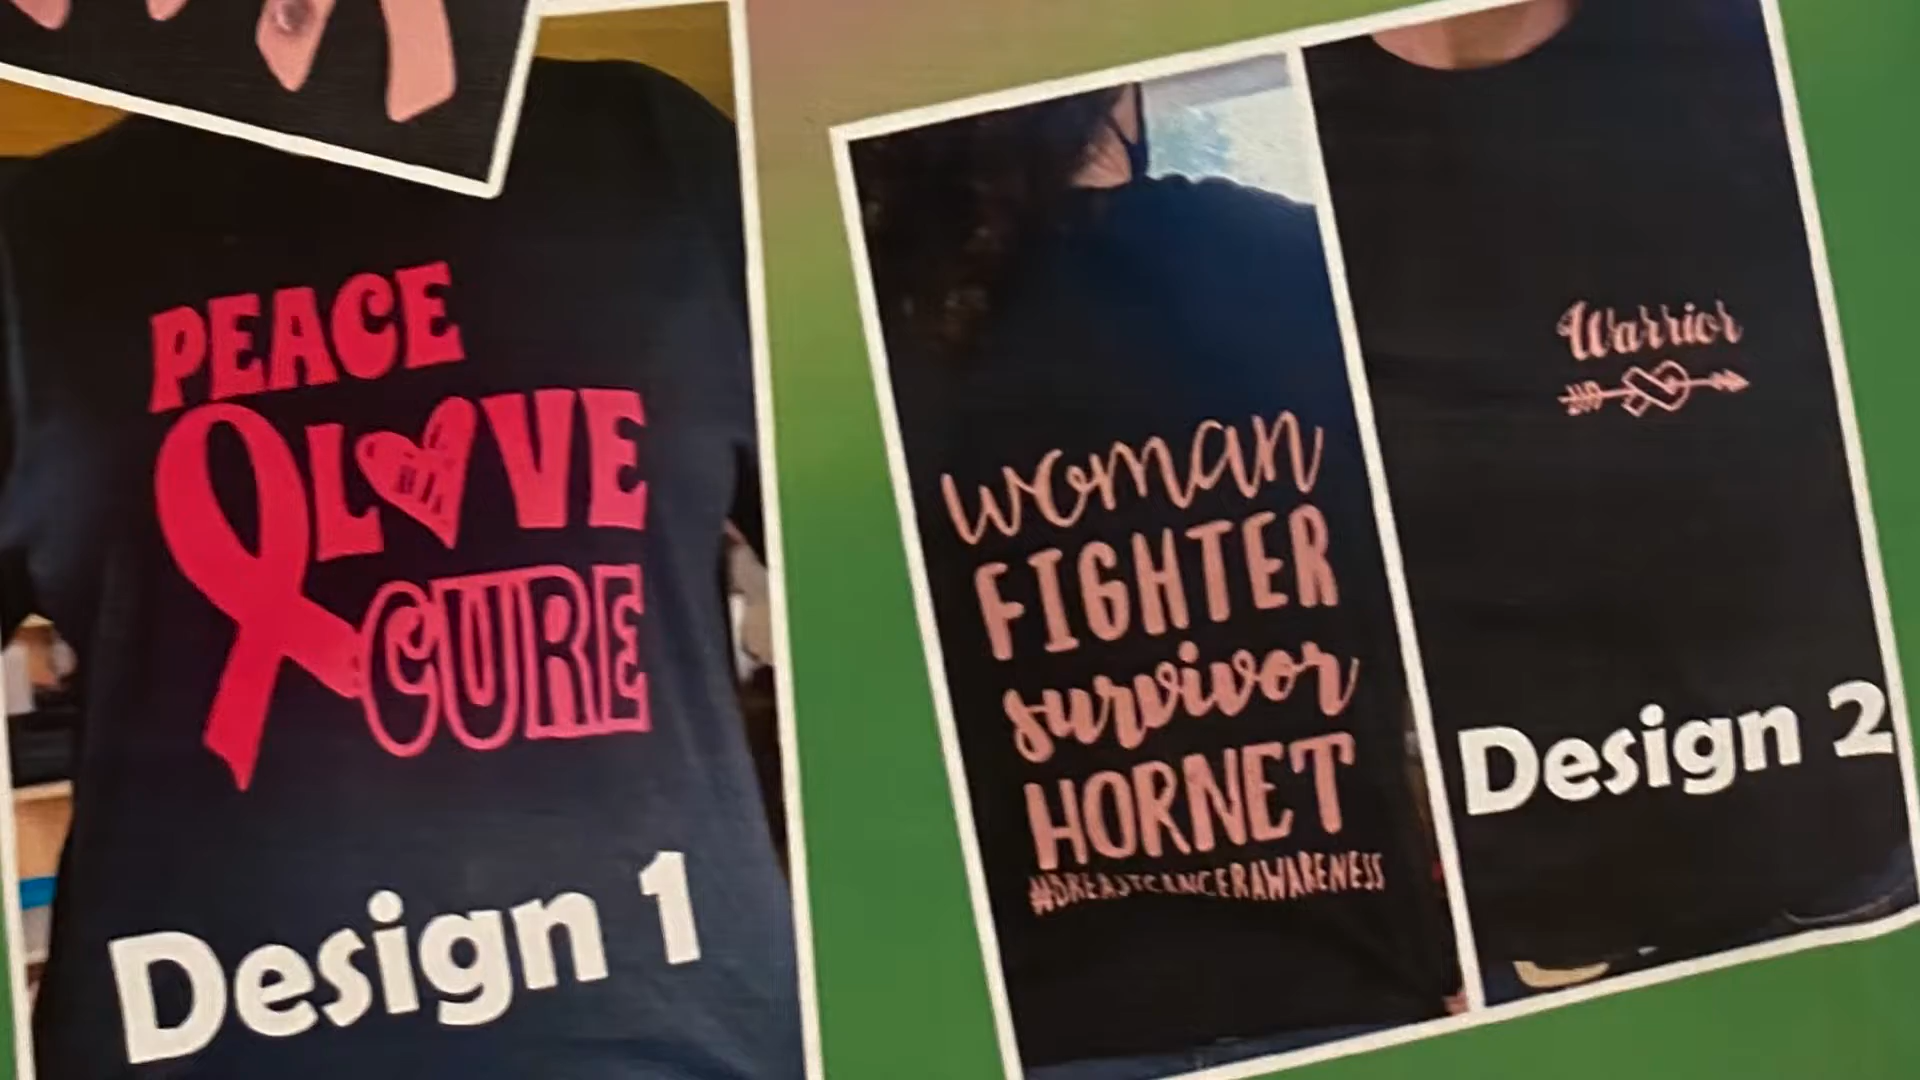 PEACE
LOVE
CURE
Design 1
woman
FIGHTER
survivor
HORNET
#BREASTCANCERAWARENESS
Warrior
Design 2